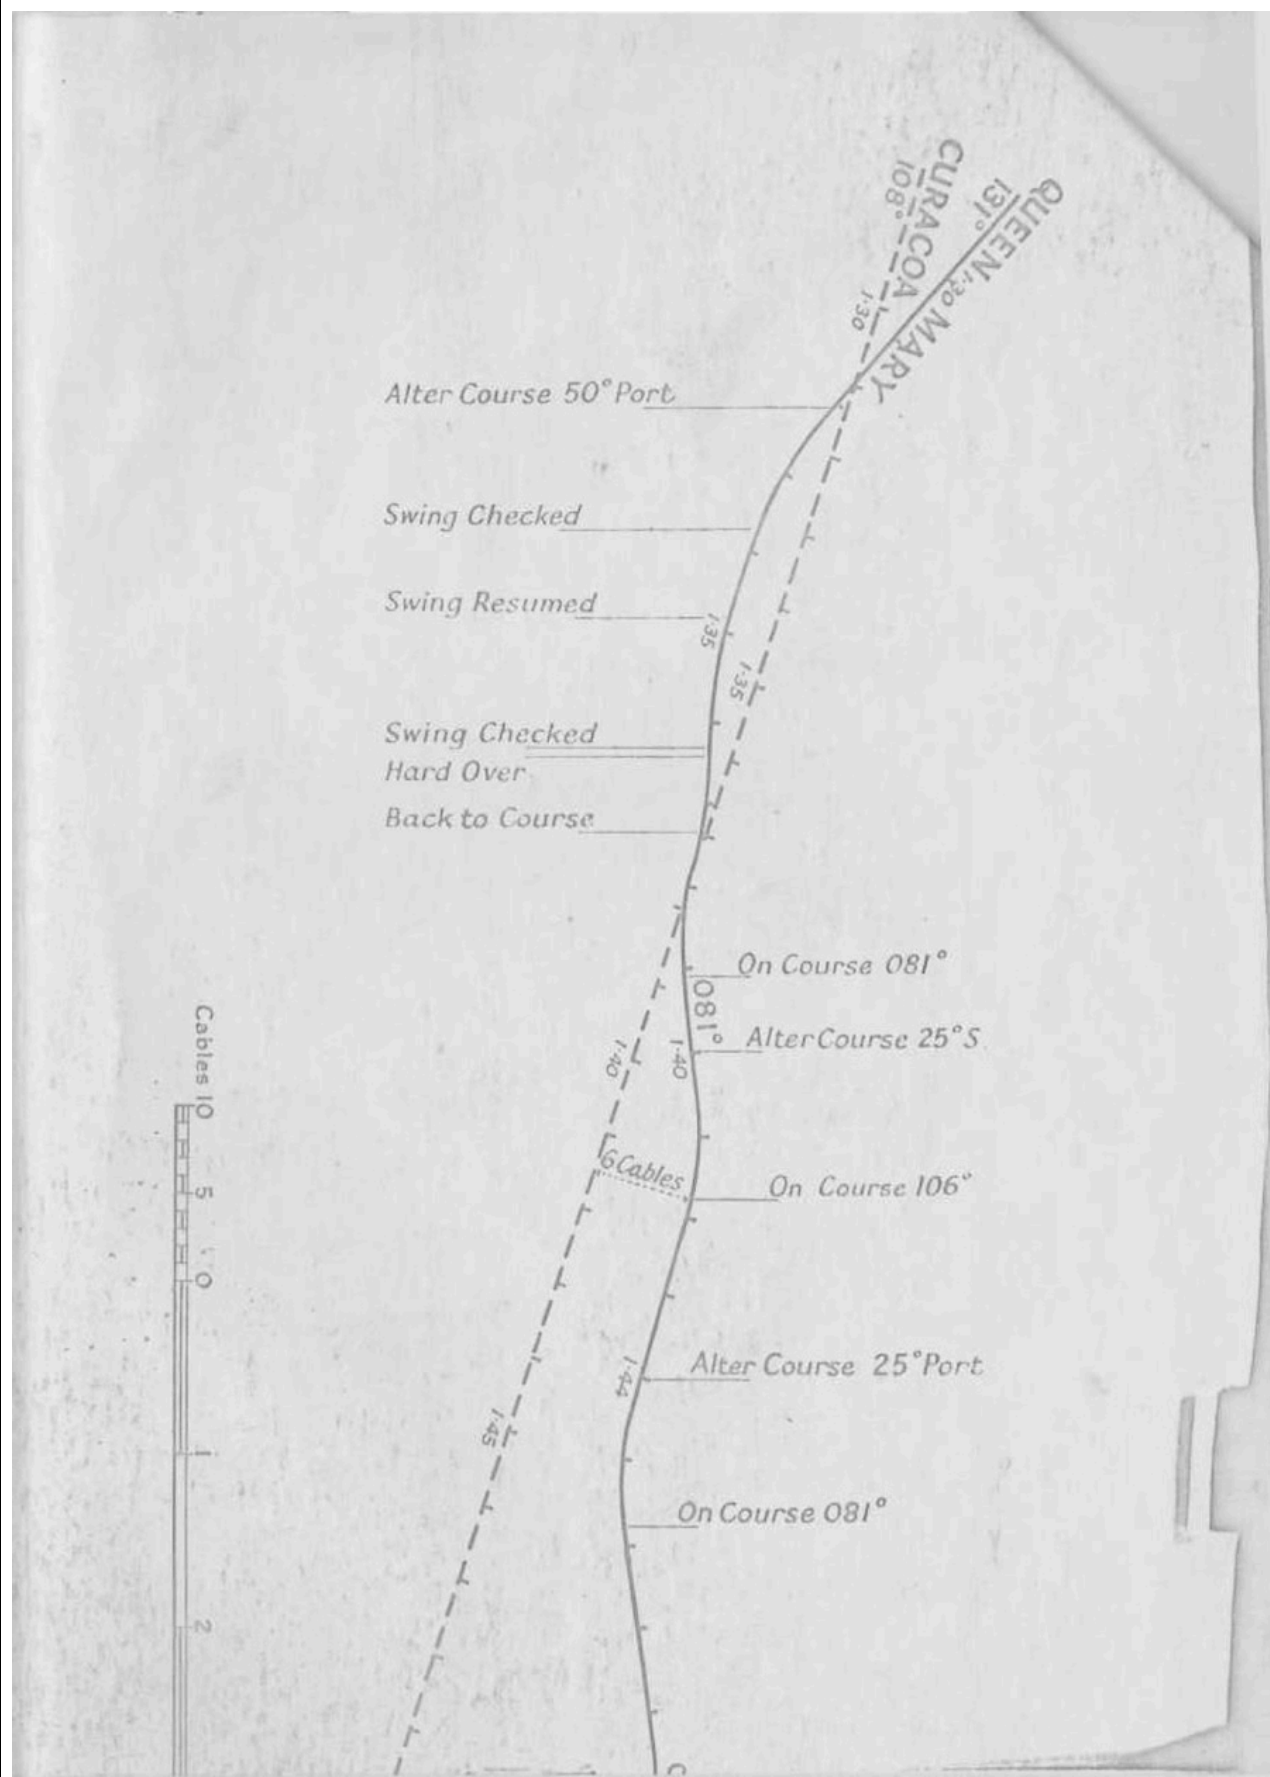 CURACOA
108°
QUEEN MARY
131°
1·30
1·30
Alter Course 50° Port
Swing Checked
Swing Resumed
1·35
1·35
Swing Checked
Hard Over
Back to Course
On Course 081°
081°
Alter Course 25° S
1·40
1·40
6 Cables
On Course 106°
Alter Course 25° Port
1·44
1·45
On Course 081°
Cables 10
5
0
1
2